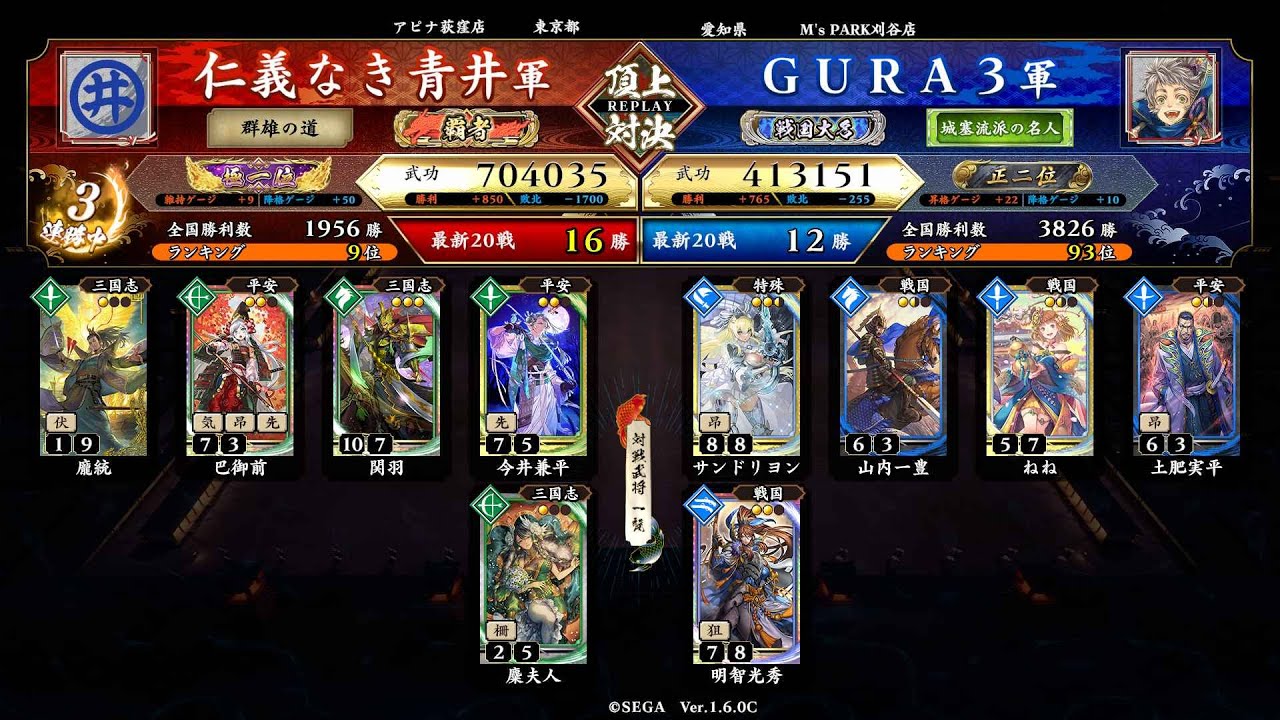 アピナ荻窪店 東京都 愛知県 M's PARK刈谷店
仁義なき青井軍 頂上 GURA3軍
REPLAY
対決
井
群雄の道 覇者 戦国大名 城塞流派の名人
極一位 武功 704035 武功 413151 正二位
維持ゲージ +9 降格ゲージ +50 勝利 +850 敗北 -1700 勝利 +765 敗北 -255 昇格ゲージ +22 降格ゲージ +10
3
連勝中
全国勝利数 1956勝 最新20戦 16勝 最新20戦 12勝 全国勝利数 3826勝
ランキング 9位 ランキング 93位
三国志 平安 三国志 平安 特殊 戦国 戦国 平安
伏 気 昂 先 先 昂 昂
1 9 7 3 10 7 7 5 8 8 6 3 5 7 6 3
龐統 巴御前 関羽 今井兼平 サンドリヨン 山内一豊 ねね 土肥実平
対戦武将一覧
三国志 戦国
柵 狙
2 5 7 8
麋夫人 明智光秀
©SEGA Ver.1.6.0C